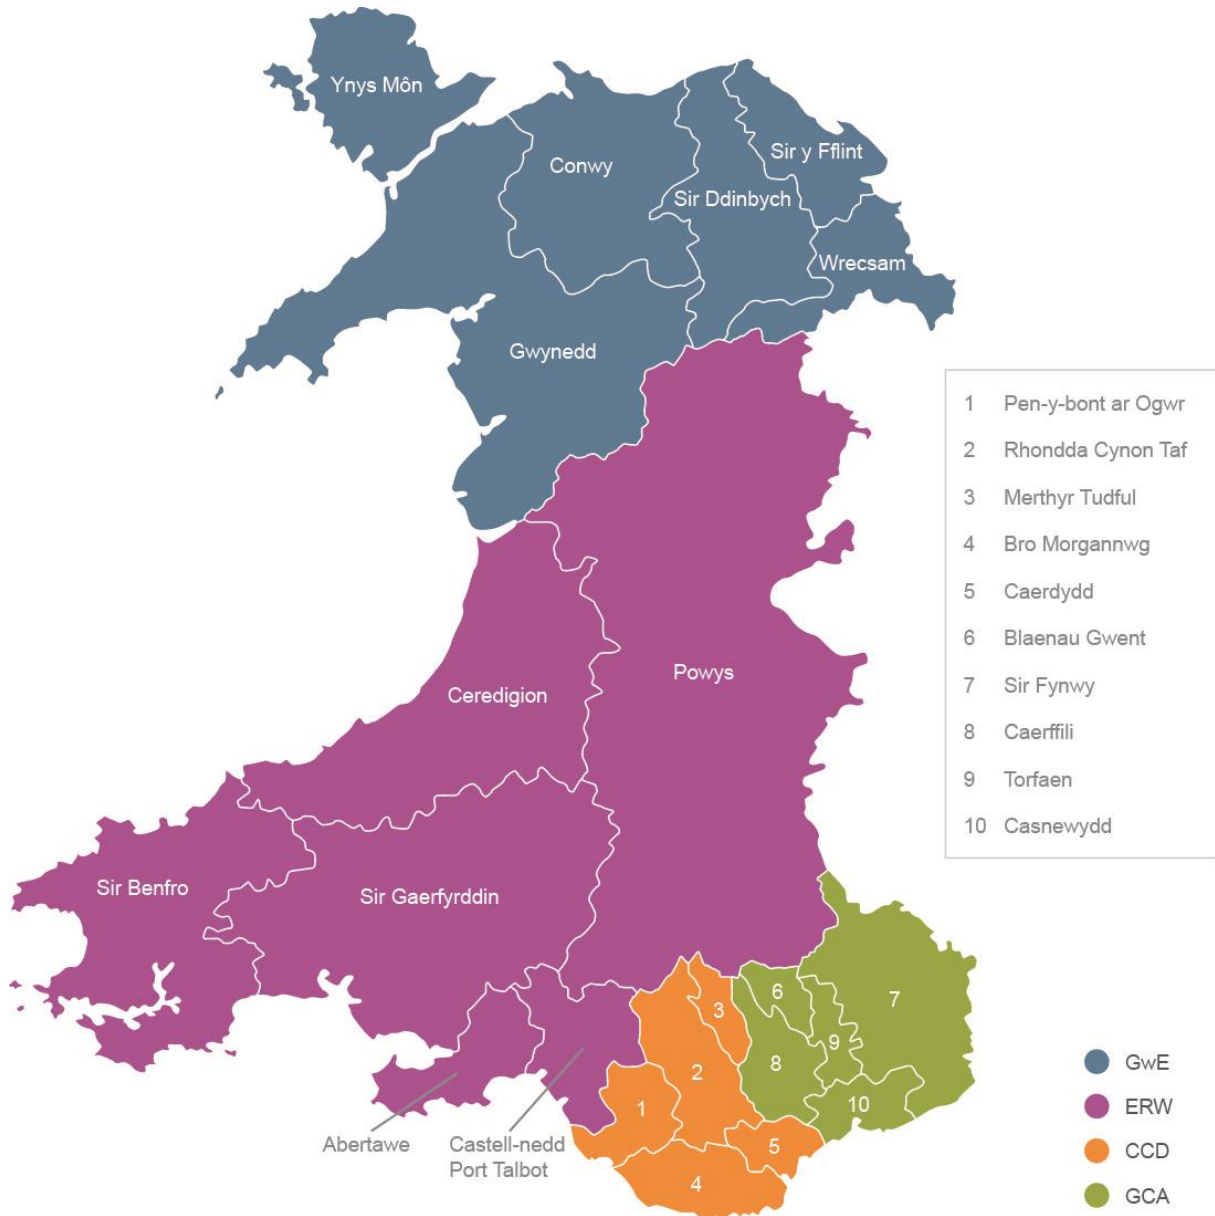 Ynys Môn
Conwy
Sir y Fflint
Sir Ddinbych
Wrecsam
Gwynedd
Powys
Ceredigion
Sir Benfro
Sir Gaerfyrddin
Abertawe
Castell-nedd
Port Talbot
1
2
3
4
5
6
7
8
9
10
1 Pen-y-bont ar Ogwr
2 Rhondda Cynon Taf
3 Merthyr Tudful
4 Bro Morgannwg
5 Caerdydd
6 Blaenau Gwent
7 Sir Fynwy
8 Caerffili
9 Torfaen
10 Casnewydd
GwE
ERW
CCD
GCA